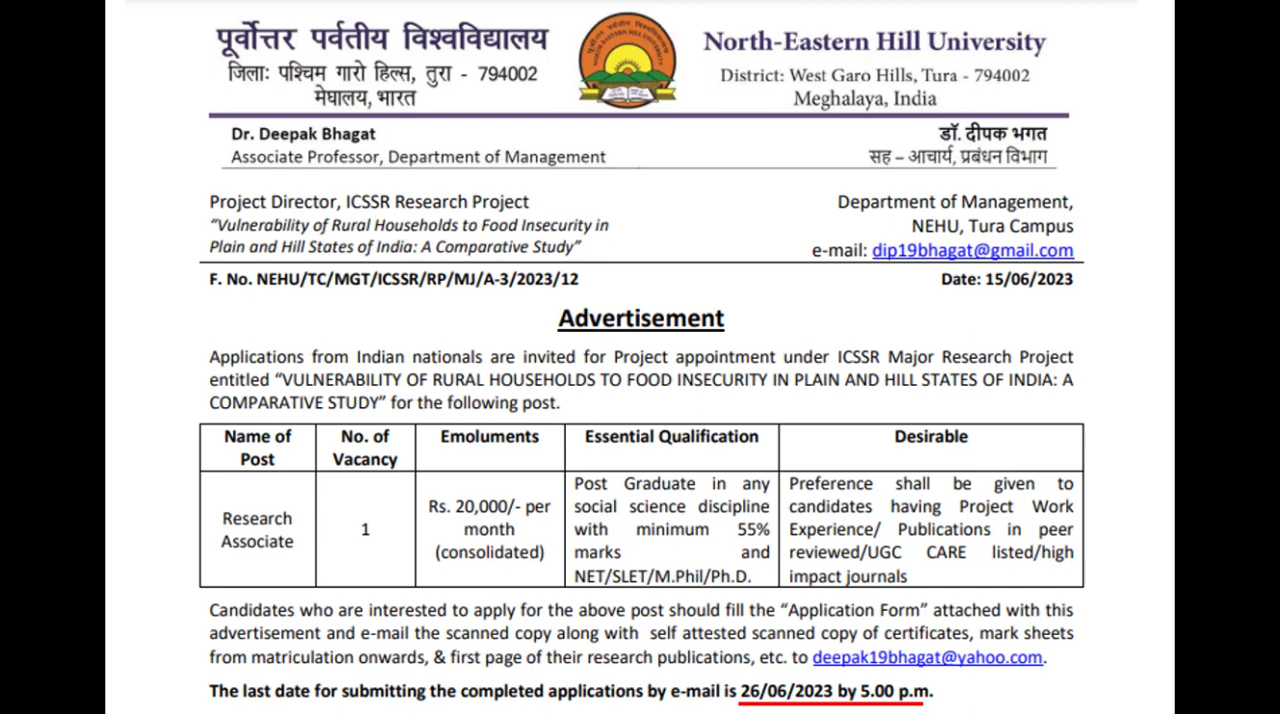 पूर्वोत्तर पर्वतीय विश्वविद्यालय
जिलाः पश्चिम गारो हिल्स, तुरा - 794002
मेघालय, भारत
North-Eastern Hill University
District: West Garo Hills, Tura - 794002
Meghalaya, India
Dr. Deepak Bhagat
Associate Professor, Department of Management
डॉ. दीपक भगत
सह – आचार्य, प्रबंधन विभाग
Project Director, ICSSR Research Project
“Vulnerability of Rural Households to Food Insecurity in
Plain and Hill States of India: A Comparative Study”
Department of Management,
NEHU, Tura Campus
e-mail: dip19bhagat@gmail.com
F. No. NEHU/TC/MGT/ICSSR/RP/MJ/A-3/2023/12
Date: 15/06/2023
Advertisement
Applications from Indian nationals are invited for Project appointment under ICSSR Major Research Project
entitled “VULNERABILITY OF RURAL HOUSEHOLDS TO FOOD INSECURITY IN PLAIN AND HILL STATES OF INDIA: A
COMPARATIVE STUDY” for the following post.
Name of
Post
No. of
Vacancy
Emoluments
Essential Qualification
Desirable
Research
Associate
1
Rs. 20,000/- per
month
(consolidated)
Post Graduate in any
social science discipline
with minimum 55%
marks and
NET/SLET/M.Phil/Ph.D.
Preference shall be given to
candidates having Project Work
Experience/ Publications in peer
reviewed/UGC CARE listed/high
impact journals
Candidates who are interested to apply for the above post should fill the “Application Form” attached with this
advertisement and e-mail the scanned copy along with self attested scanned copy of certificates, mark sheets
from matriculation onwards, & first page of their research publications, etc. to deepak19bhagat@yahoo.com.
The last date for submitting the completed applications by e-mail is 26/06/2023 by 5.00 p.m.